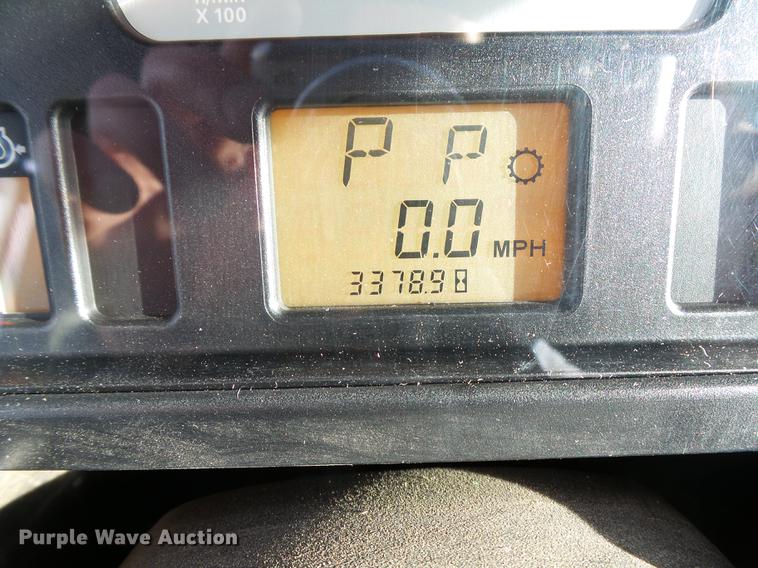 X 100
P P
0.0 MPH
3378.9
Purple Wave Auction